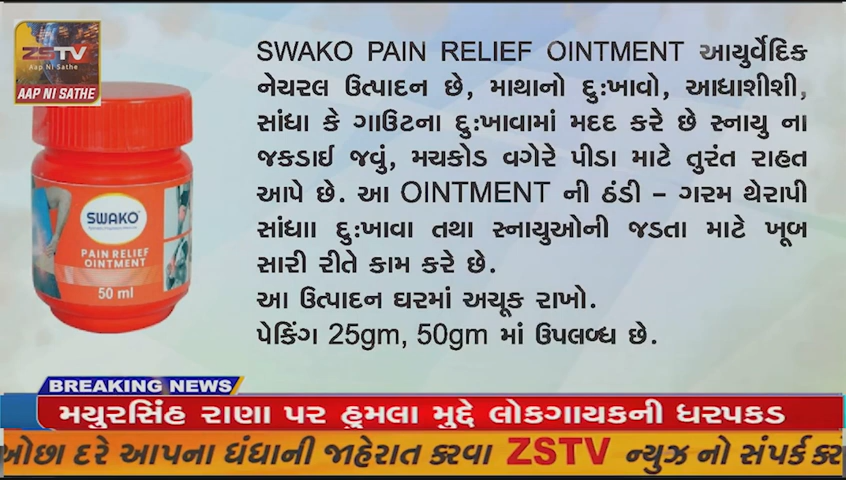 ZSTV
Aap Ni Sathe
AAP NI SATHE
SWAKO PAIN RELIEF OINTMENT આયુર્વેદિક
નેચરલ ઉત્પાદન છે, માથાનો દુઃખાવો, આધાશીશી,
સાંધા કે ગાઉટના દુઃખાવામાં મદદ કરે છે સ્નાયુ ના
જકડાઈ જવું, મચકોડ વગેરે પીડા માટે તુરંત રાહત
આપે છે. આ OINTMENT ની ઠંડી – ગરમ થેરાપી
સાંધાા દુઃખાવા તથા સ્નાયુઓની જડતા માટે ખૂબ
સારી રીતે કામ કરે છે.
આ ઉત્પાદન ઘરમાં અચૂક રાખો.
પેકિંગ 25gm, 50gm માં ઉપલબ્ધ છે.
SWAKO
PAIN RELIEF
OINTMENT
50 ml
BREAKING NEWS
મયુરસિંહ રાણા પર હુમલા મુદ્દે લોકગાયકની ધરપકડ
ઓછા દરે આપના ધંધાની જાહેરાત કરવા ZSTV ન્યુઝ નો સંપર્ક કર